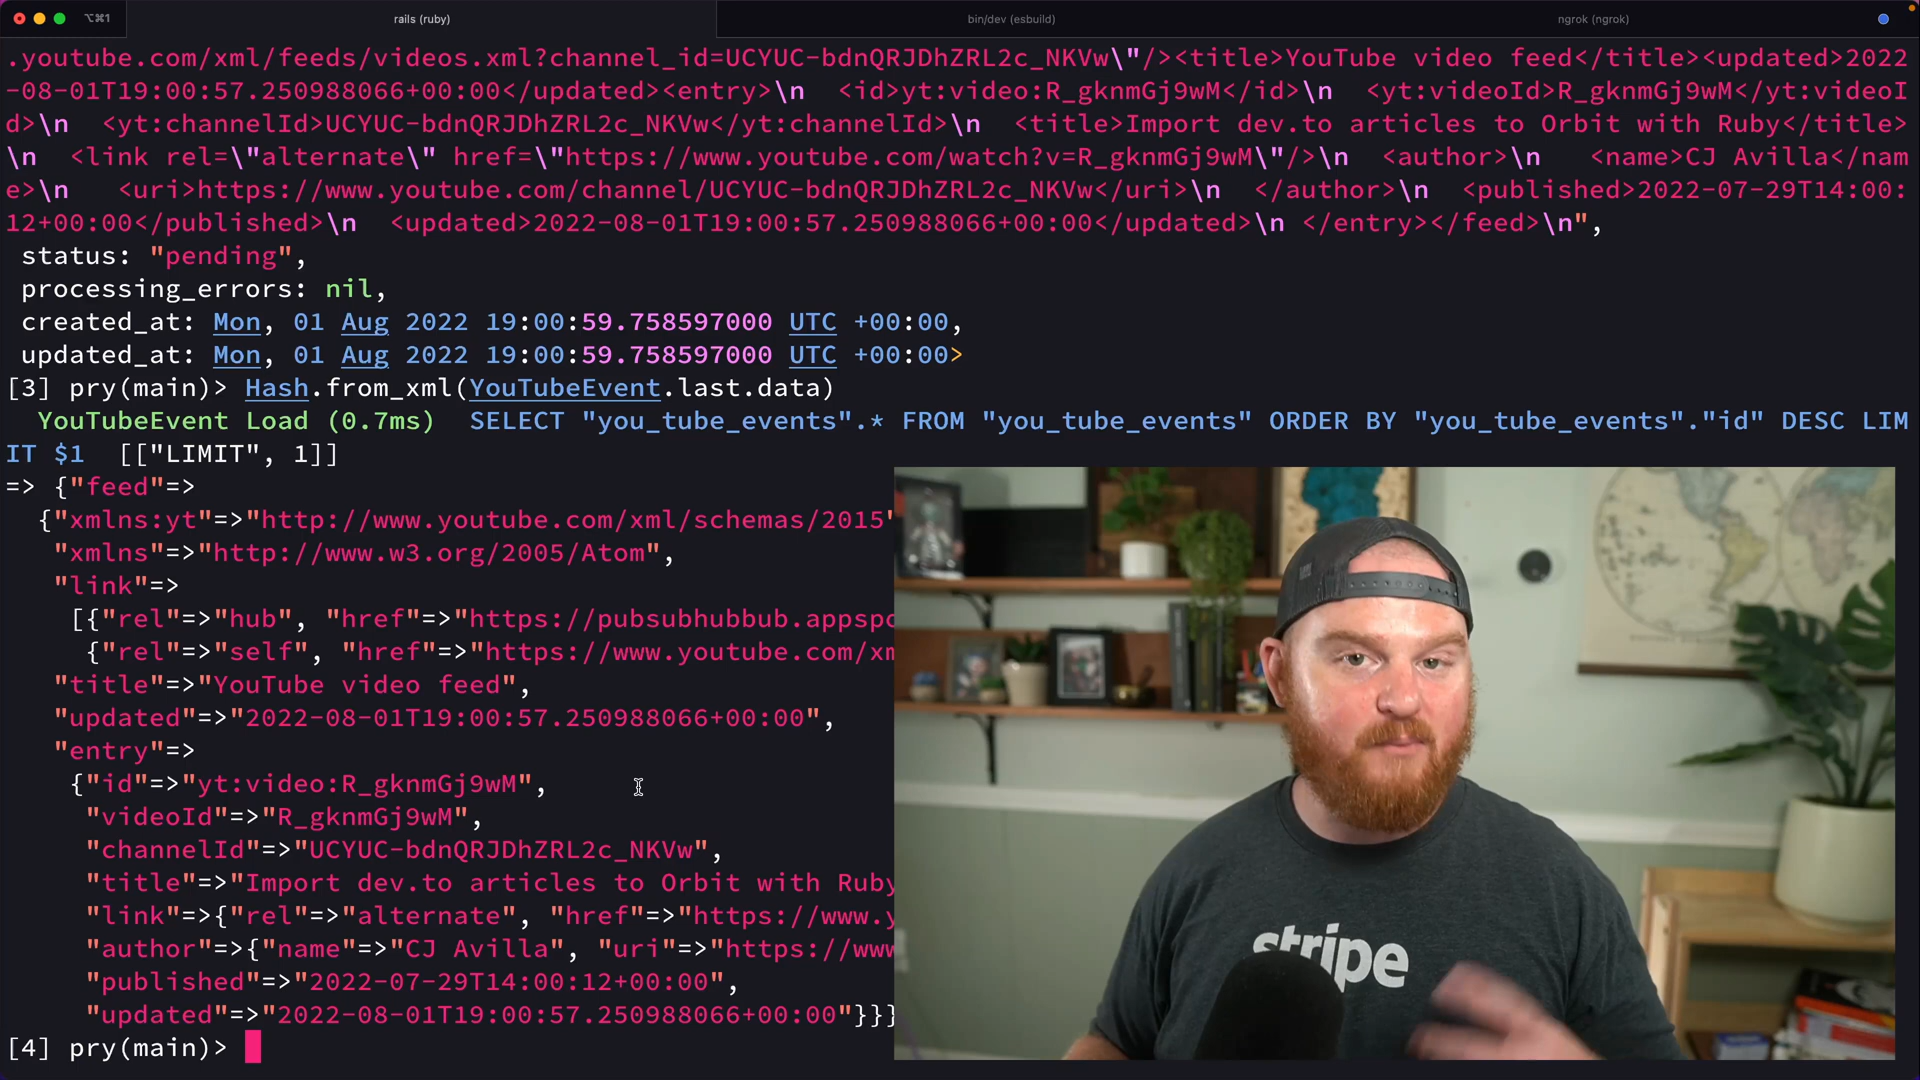 ⌥⌘1
rails (ruby)
bin/dev (esbuild)
ngrok (ngrok)
.youtube.com/xml/feeds/videos.xml?channel_id=UCYUC-bdnQRJDhZRL2c_NKVw\"/><title>YouTube video feed</title><updated>2022
-08-01T19:00:57.250988066+00:00</updated><entry>\n  <id>yt:video:R_gknmGj9wM</id>\n  <yt:videoId>R_gknmGj9wM</yt:videoI
d>\n  <yt:channelId>UCYUC-bdnQRJDhZRL2c_NKVw</yt:channelId>\n  <title>Import dev.to articles to Orbit with Ruby</title>
\n  <link rel=\"alternate\" href=\"https://www.youtube.com/watch?v=R_gknmGj9wM\"/>\n  <author>\n   <name>CJ Avilla</nam
e>\n   <uri>https://www.youtube.com/channel/UCYUC-bdnQRJDhZRL2c_NKVw</uri>\n  </author>\n  <published>2022-07-29T14:00:
12+00:00</published>\n  <updated>2022-08-01T19:00:57.250988066+00:00</updated>\n </entry></feed>\n",
status: "pending",
processing_errors: nil,
created_at: Mon, 01 Aug 2022 19:00:59.758597000 UTC +00:00,
updated_at: Mon, 01 Aug 2022 19:00:59.758597000 UTC +00:00>
[3] pry(main)> Hash.from_xml(YouTubeEvent.last.data)
YouTubeEvent Load (0.7ms)  SELECT "you_tube_events".* FROM "you_tube_events" ORDER BY "you_tube_events"."id" DESC LIM
IT $1  [["LIMIT", 1]]
=> {"feed"=>
{"xmlns:yt"=>"http://www.youtube.com/xml/schemas/2015"
"xmlns"=>"http://www.w3.org/2005/Atom",
"link"=>
[{"rel"=>"hub", "href"=>"https://pubsubhubbub.appspo
{"rel"=>"self", "href"=>"https://www.youtube.com/xm
"title"=>"YouTube video feed",
"updated"=>"2022-08-01T19:00:57.250988066+00:00",
"entry"=>
{"id"=>"yt:video:R_gknmGj9wM",
"videoId"=>"R_gknmGj9wM",
"channelId"=>"UCYUC-bdnQRJDhZRL2c_NKVw",
"title"=>"Import dev.to articles to Orbit with Ruby
"link"=>{"rel"=>"alternate", "href"=>"https://www.y
"author"=>{"name"=>"CJ Avilla", "uri"=>"https://www
"published"=>"2022-07-29T14:00:12+00:00",
"updated"=>"2022-08-01T19:00:57.250988066+00:00"}}}
[4] pry(main)>
stripe